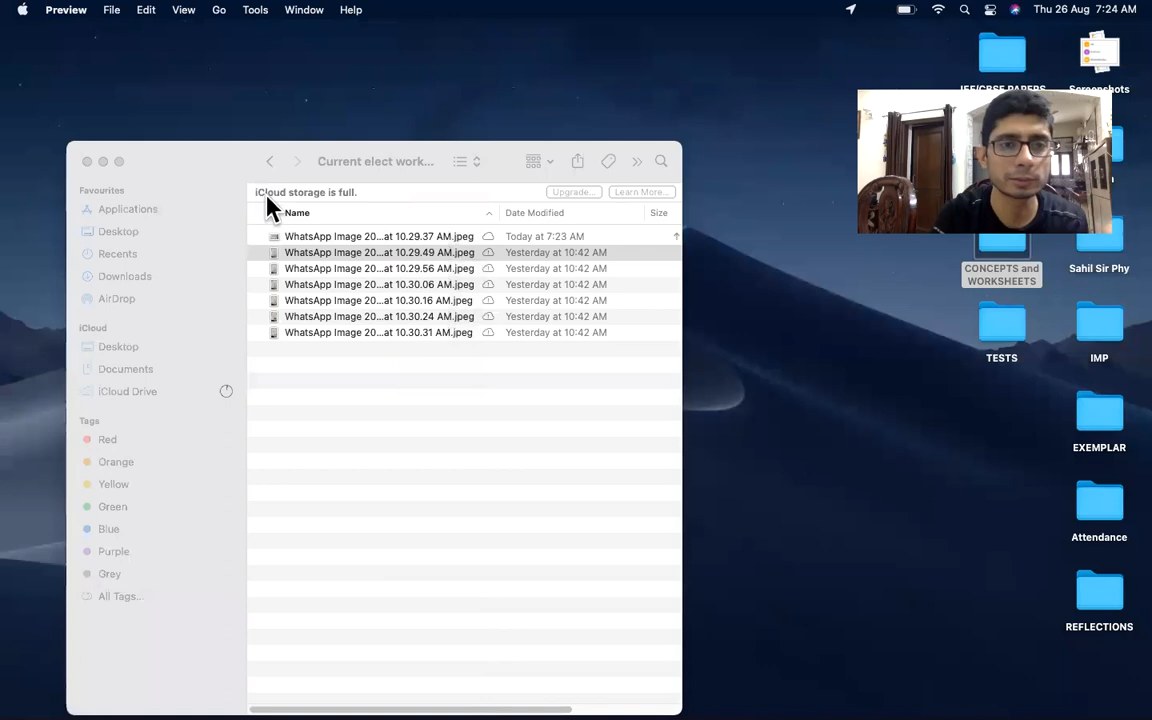 Preview File Edit View Go Tools Window Help Thu 26 Aug 7:24 AM
Current elect work...
iCloud storage is full. Upgrade... Learn More...
Name Date Modified Size
WhatsApp Image 20...at 10.29.37 AM.jpeg Today at 7:23 AM
WhatsApp Image 20...at 10.29.49 AM.jpeg Yesterday at 10:42 AM
WhatsApp Image 20...at 10.29.56 AM.jpeg Yesterday at 10:42 AM
WhatsApp Image 20...at 10.30.06 AM.jpeg Yesterday at 10:42 AM
WhatsApp Image 20...at 10.30.16 AM.jpeg Yesterday at 10:42 AM
WhatsApp Image 20...at 10.30.24 AM.jpeg Yesterday at 10:42 AM
WhatsApp Image 20...at 10.30.31 AM.jpeg Yesterday at 10:42 AM
Favourites
Applications
Desktop
Recents
Downloads
AirDrop
iCloud
Desktop
Documents
iCloud Drive
Tags
Red
Orange
Yellow
Green
Blue
Purple
Grey
All Tags...
JEE/CBSE PAPERS
Screenshots
CONCEPTS and
WORKSHEETS
Sahil Sir Phy
TESTS
IMP
EXEMPLAR
Attendance
REFLECTIONS